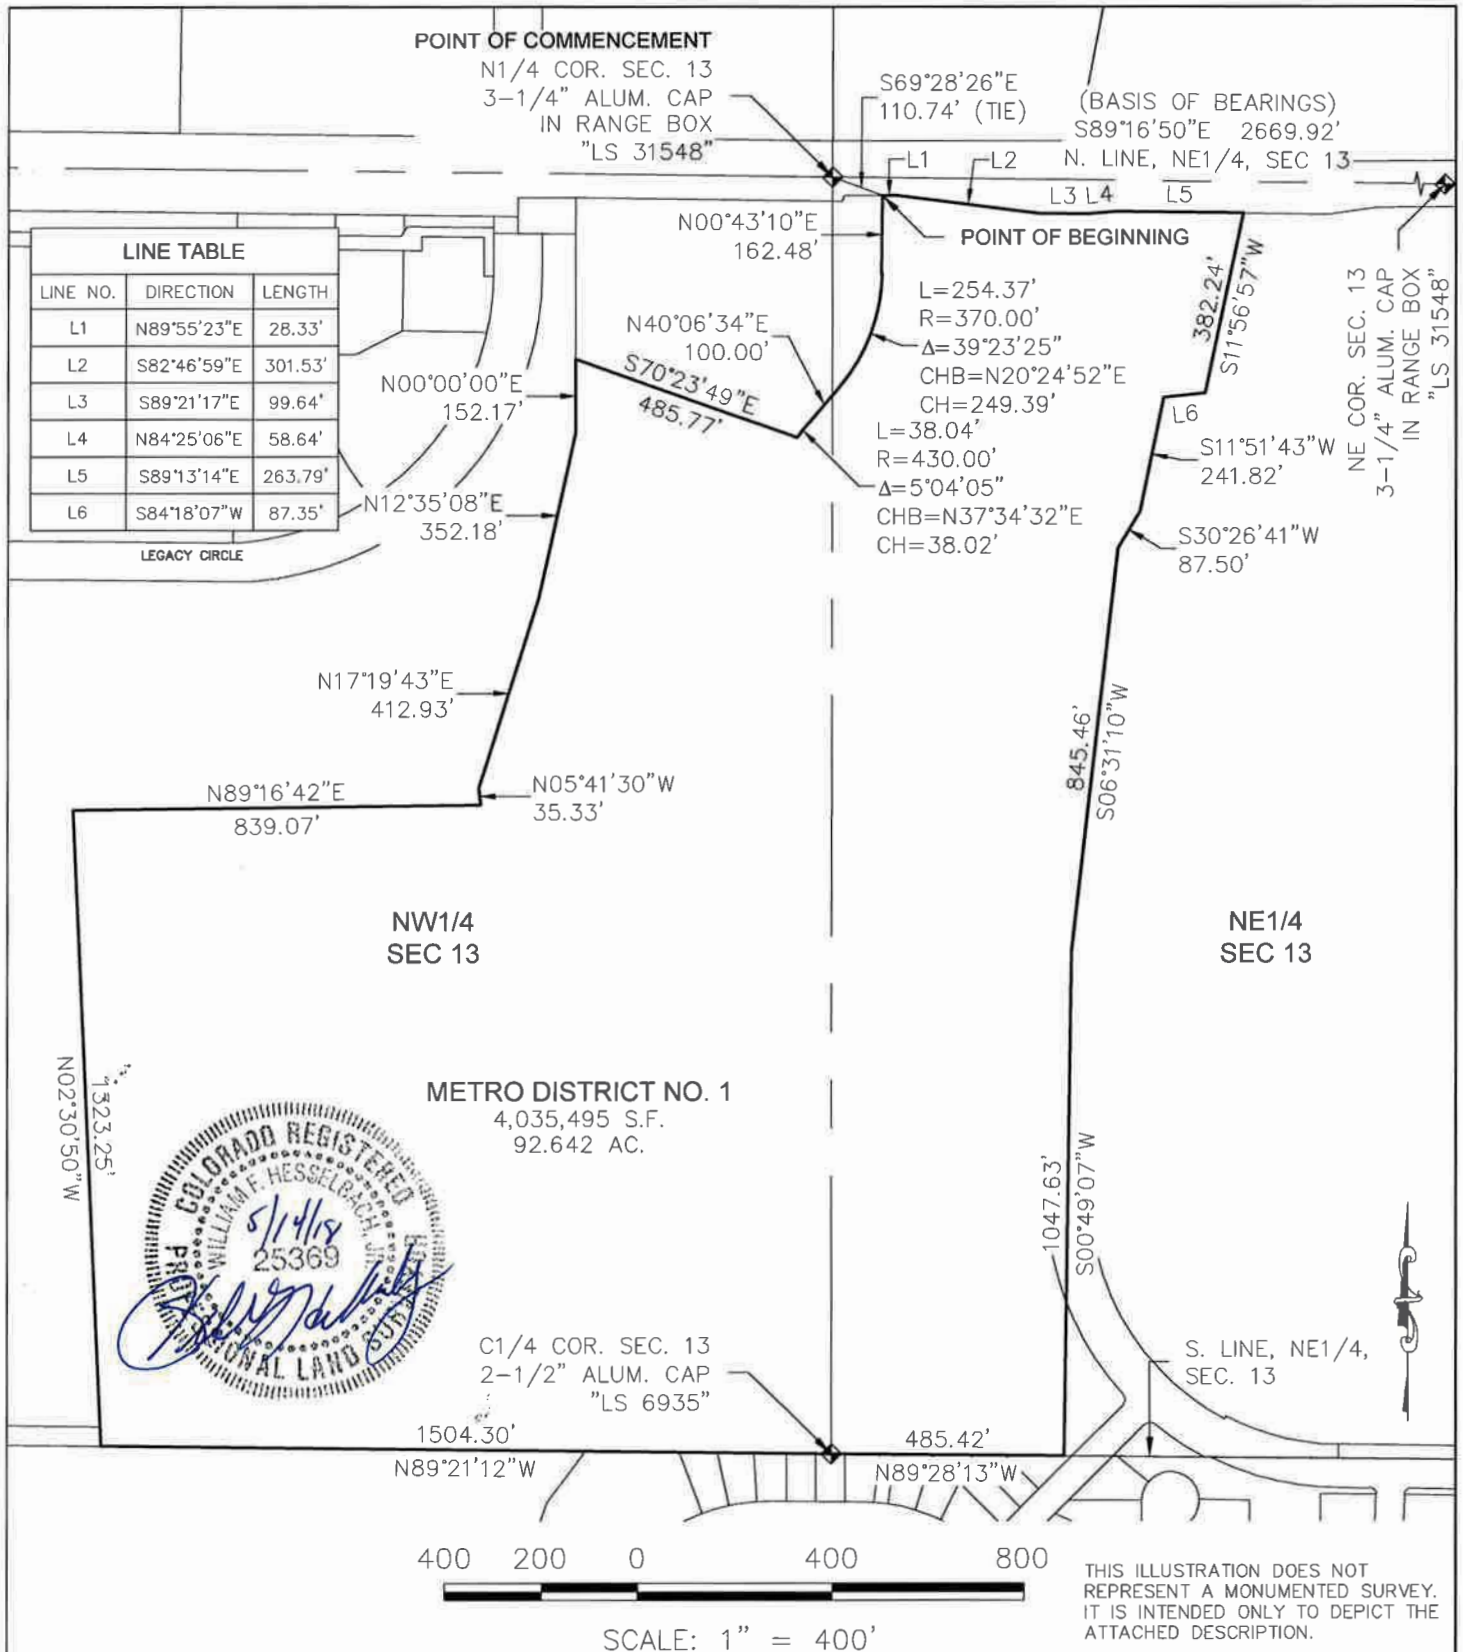 POINT OF COMMENCEMENT
N1/4 COR. SEC. 13
3-1/4" ALUM. CAP
IN RANGE BOX
"LS 31548"
S69°28'26"E
110.74' (TIE)
(BASIS OF BEARINGS)
S89°16'50"E 2669.92'
N. LINE, NE1/4, SEC 13
L1
L2
L3 L4
L5
N00°43'10"E
162.48'
POINT OF BEGINNING
NE COR. SEC. 13
3-1/4" ALUM. CAP
IN RANGE BOX
"LS 31548"
382.24'
S11°56'57"W
LINE TABLE
LINE NO. DIRECTION LENGTH
L1 N89°55'23"E 28.33'
L2 S82°46'59"E 301.53'
L3 S89°21'17"E 99.64'
L4 N84°25'06"E 58.64'
L5 S89°13'14"E 263.79'
L6 S84°18'07"W 87.35'
LEGACY CIRCLE
L=254.37'
R=370.00'
Δ=39°23'25"
CHB=N20°24'52"E
CH=249.39'
N40°06'34"E
100.00'
S70°23'49"E
485.77'
N00°00'00"E
152.17'
L=38.04'
R=430.00'
Δ=5°04'05"
CHB=N37°34'32"E
CH=38.02'
L6
S11°51'43"W
241.82'
N12°35'08"E
352.18'
S30°26'41"W
87.50'
N17°19'43"E
412.93'
845.46'
S06°31'10"W
N89°16'42"E
839.07'
N05°41'30"W
35.33'
NW1/4
SEC 13
NE1/4
SEC 13
METRO DISTRICT NO. 1
4,035,495 S.F.
92.642 AC.
N02°30'50"W
1323.25'
COLORADO REGISTERED
WILLIAM F. HESSELBACH, JR.
5/14/18
25369
PROFESSIONAL LAND SURVEYOR
1047.63'
S00°49'07"W
C1/4 COR. SEC. 13
2-1/2" ALUM. CAP
"LS 6935"
S. LINE, NE1/4,
SEC. 13
1504.30'
N89°21'12"W
485.42'
N89°28'13"W
400 200 0 400 800
SCALE: 1" = 400'
THIS ILLUSTRATION DOES NOT
REPRESENT A MONUMENTED SURVEY.
IT IS INTENDED ONLY TO DEPICT THE
ATTACHED DESCRIPTION.